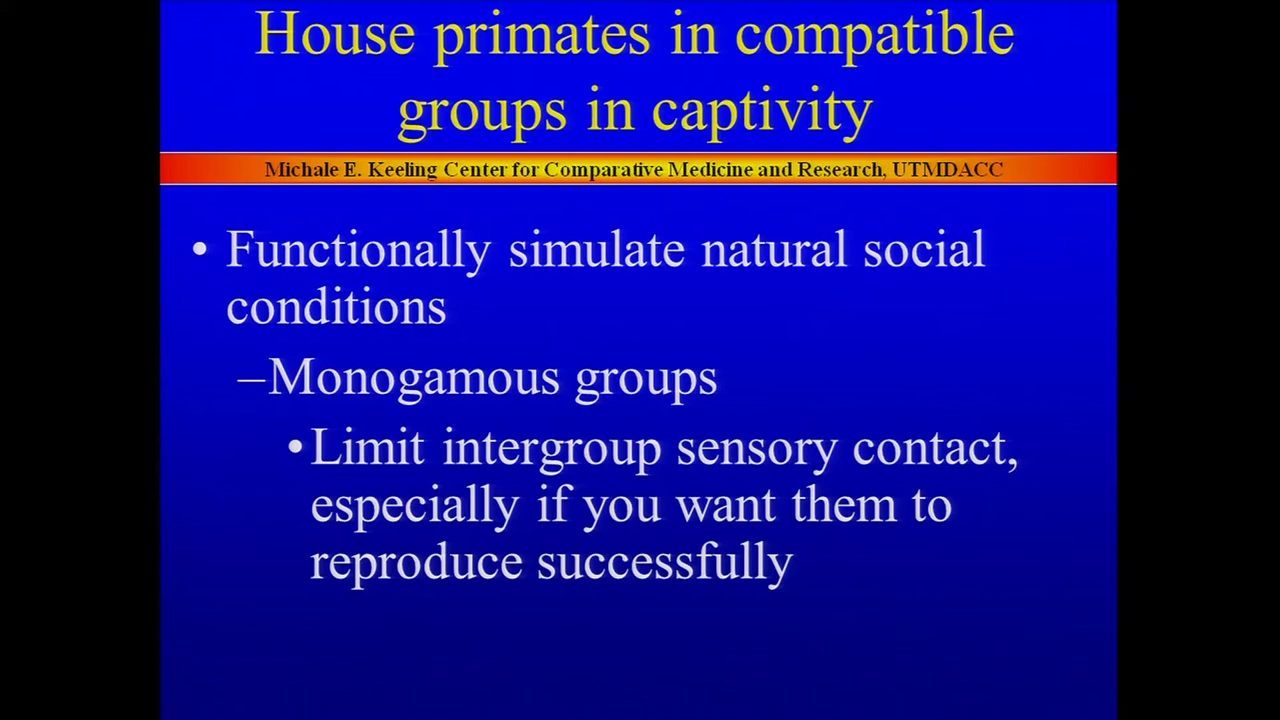 House primates in compatible
groups in captivity
Michale E. Keeling Center for Comparative Medicine and Research, UTMDACC
• Functionally simulate natural social
conditions
–Monogamous groups
•Limit intergroup sensory contact,
especially if you want them to
reproduce successfully